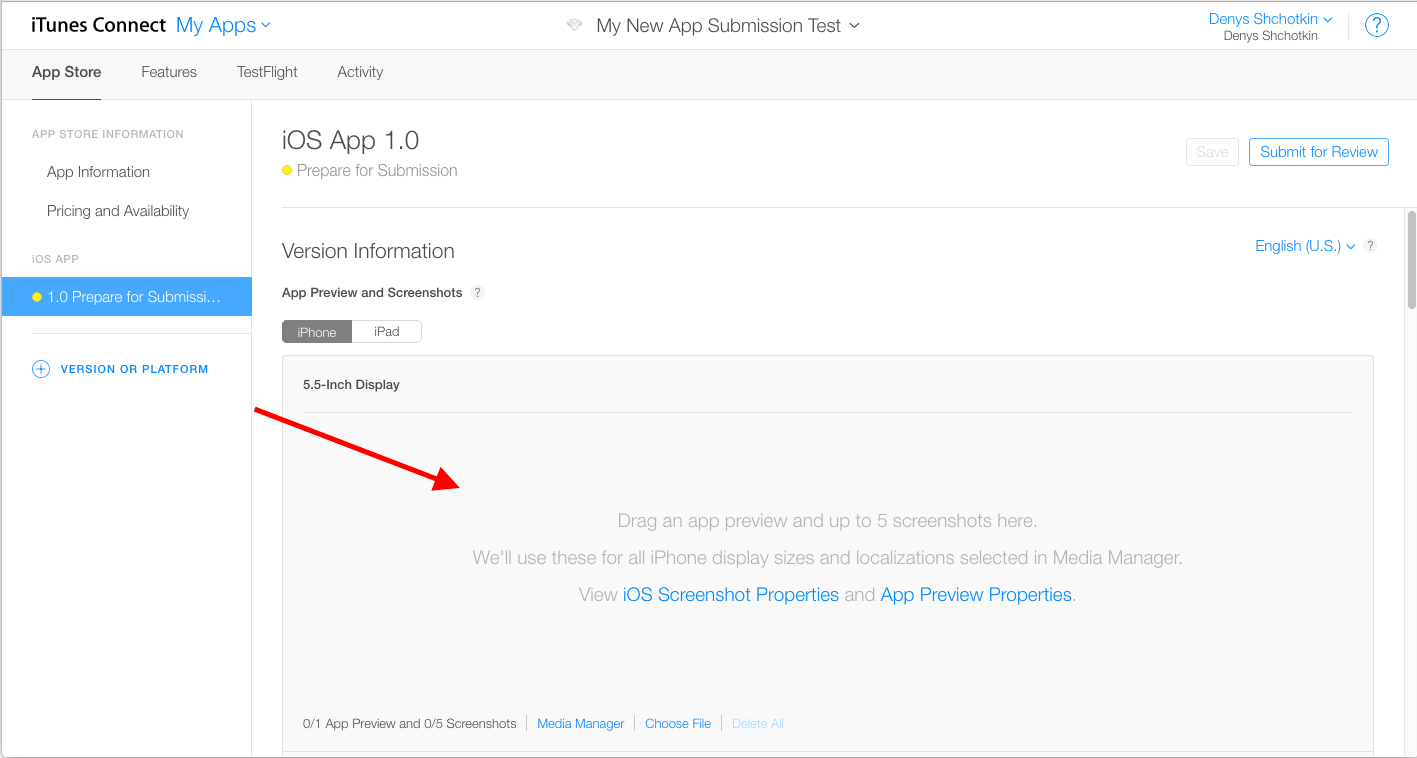 iTunes Connect My Apps
My New App Submission Test
Denys Shchotkin
Denys Shchotkin
?
App Store Features TestFlight Activity
APP STORE INFORMATION
App Information
Pricing and Availability
iOS APP
1.0 Prepare for Submissi...
+ VERSION OR PLATFORM
iOS App 1.0
Prepare for Submission
Save Submit for Review
Version Information
English (U.S.) ?
App Preview and Screenshots ?
iPhone iPad
5.5-Inch Display
Drag an app preview and up to 5 screenshots here.
We'll use these for all iPhone display sizes and localizations selected in Media Manager.
View iOS Screenshot Properties and App Preview Properties.
0/1 App Preview and 0/5 Screenshots Media Manager Choose File Delete All